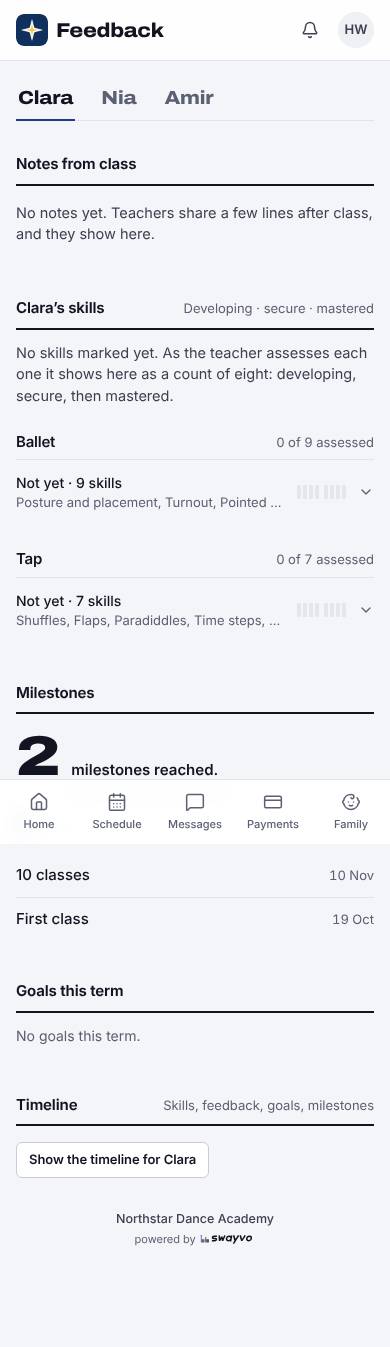 Feedback
HW
Clara
Nia
Amir
Notes from class
No notes yet. Teachers share a few lines after class,
and they show here.
Clara's skills
Developing · secure · mastered
No skills marked yet. As the teacher assesses each
one it shows here as a count of eight: developing,
secure, then mastered.
Ballet
0 of 9 assessed
Not yet · 9 skills
Posture and placement, Turnout, Pointed ...
Tap
0 of 7 assessed
Not yet · 7 skills
Shuffles, Flaps, Paradiddles, Time steps, ...
Milestones
2 milestones reached.
Home
Schedule
Messages
Payments
Family
10 classes
10 Nov
First class
19 Oct
Goals this term
No goals this term.
Timeline
Skills, feedback, goals, milestones
Show the timeline for Clara
Northstar Dance Academy
powered by swayvo